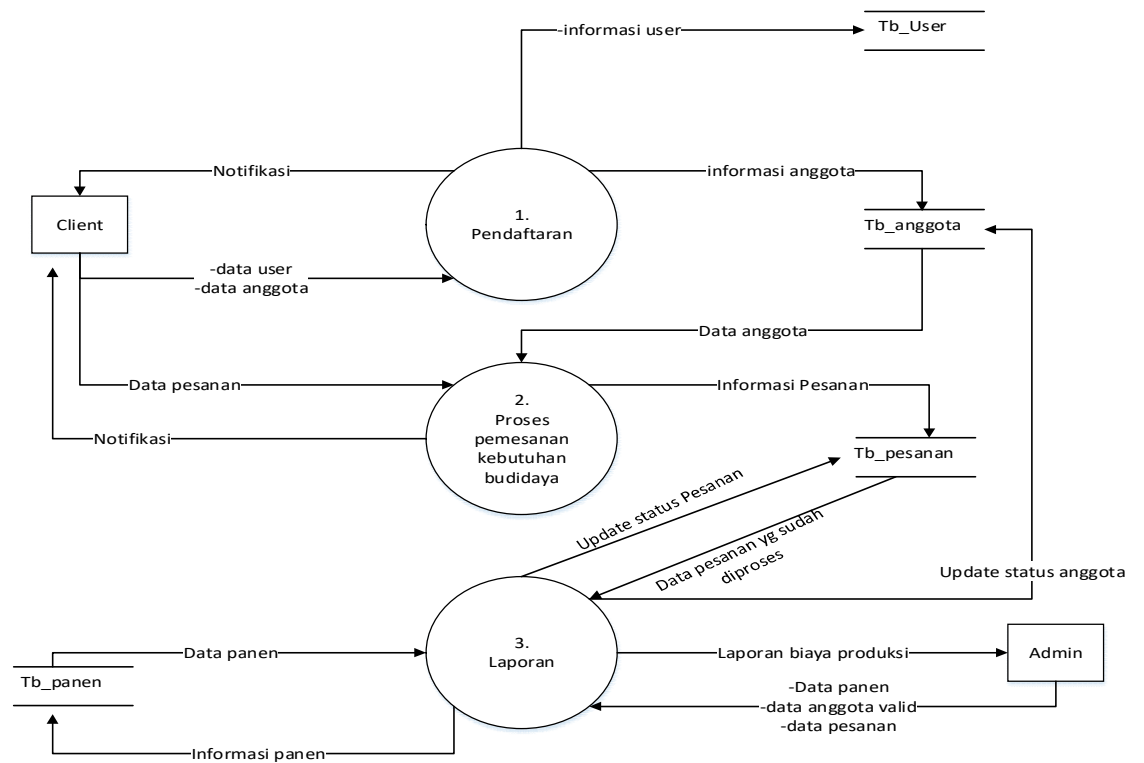 -informasi user
Tb_User
Notifikasi
informasi anggota
Client
1.
Pendaftaran
Tb_anggota
-data user
-data anggota
Data anggota
Data pesanan
Informasi Pesanan
2.
Proses
pemesanan
kebutuhan
budidaya
Notifikasi
Tb_pesanan
Update status Pesanan
Data pesanan yg sudah
diproses
Update status anggota
3.
Laporan
Data panen
Laporan biaya produksi
Admin
Tb_panen
-Data panen
-data anggota valid
-data pesanan
Informasi panen